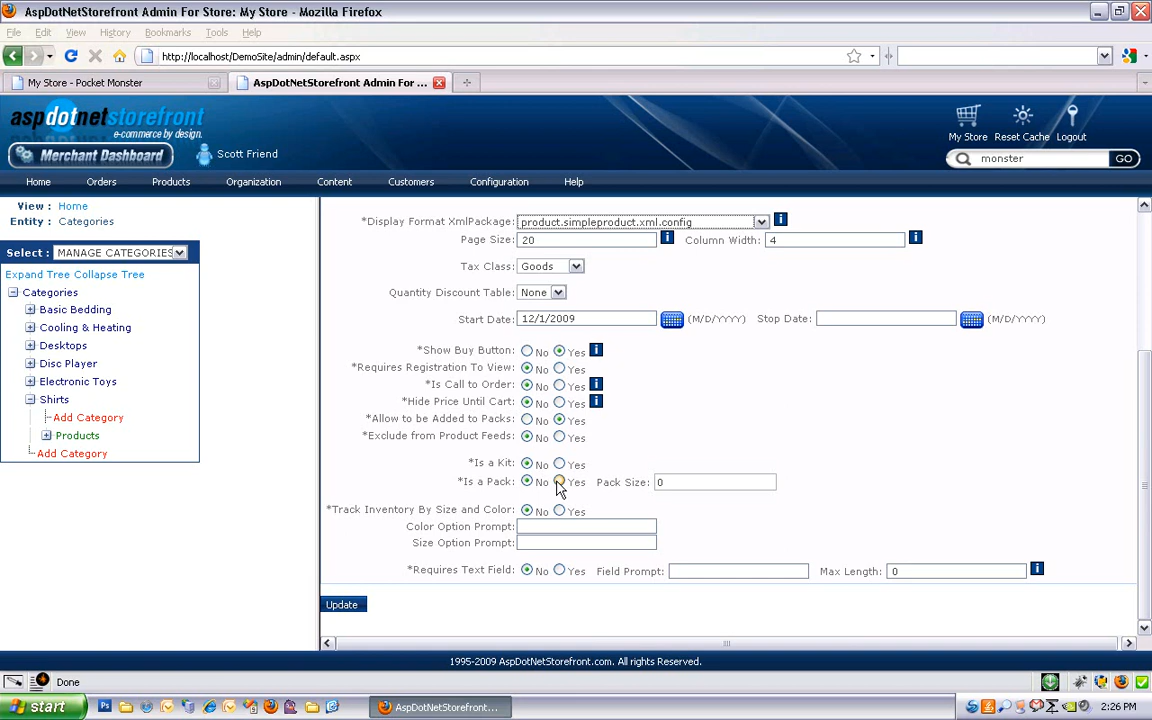 AspDotNetStorefront Admin For Store: My Store - Mozilla Firefox
File Edit View History Bookmarks Tools Help
http://localhost/DemoSite/admin/default.aspx
My Store - Pocket Monster
AspDotNetStorefront Admin For ...
aspdotnetstorefront
e-commerce by design.
My Store Reset Cache Logout
Merchant Dashboard Scott Friend
monster GO
Home Orders Products Organization Content Customers Configuration Help
View : Home
Entity : Categories
Select : MANAGE CATEGORIES
Expand Tree Collapse Tree
Categories
Basic Bedding
Cooling & Heating
Desktops
Disc Player
Electronic Toys
Shirts
Add Category
Products
Add Category
*Display Format XmlPackage: product.simpleproduct.xml.config
Page Size: 20 Column Width: 4
Tax Class: Goods
Quantity Discount Table: None
Start Date: 12/1/2009 (M/D/YYYY) Stop Date: (M/D/YYYY)
*Show Buy Button: No Yes
*Requires Registration To View: No Yes
*Is Call to Order: No Yes
*Hide Price Until Cart: No Yes
*Allow to be Added to Packs: No Yes
*Exclude from Product Feeds: No Yes
*Is a Kit: No Yes
*Is a Pack: No Yes Pack Size: 0
*Track Inventory By Size and Color: No Yes
Color Option Prompt:
Size Option Prompt:
*Requires Text Field: No Yes Field Prompt: Max Length: 0
Update
1995-2009 AspDotNetStorefront.com. All rights Reserved.
Done
start
AspDotNetStorefront...
2:26 PM